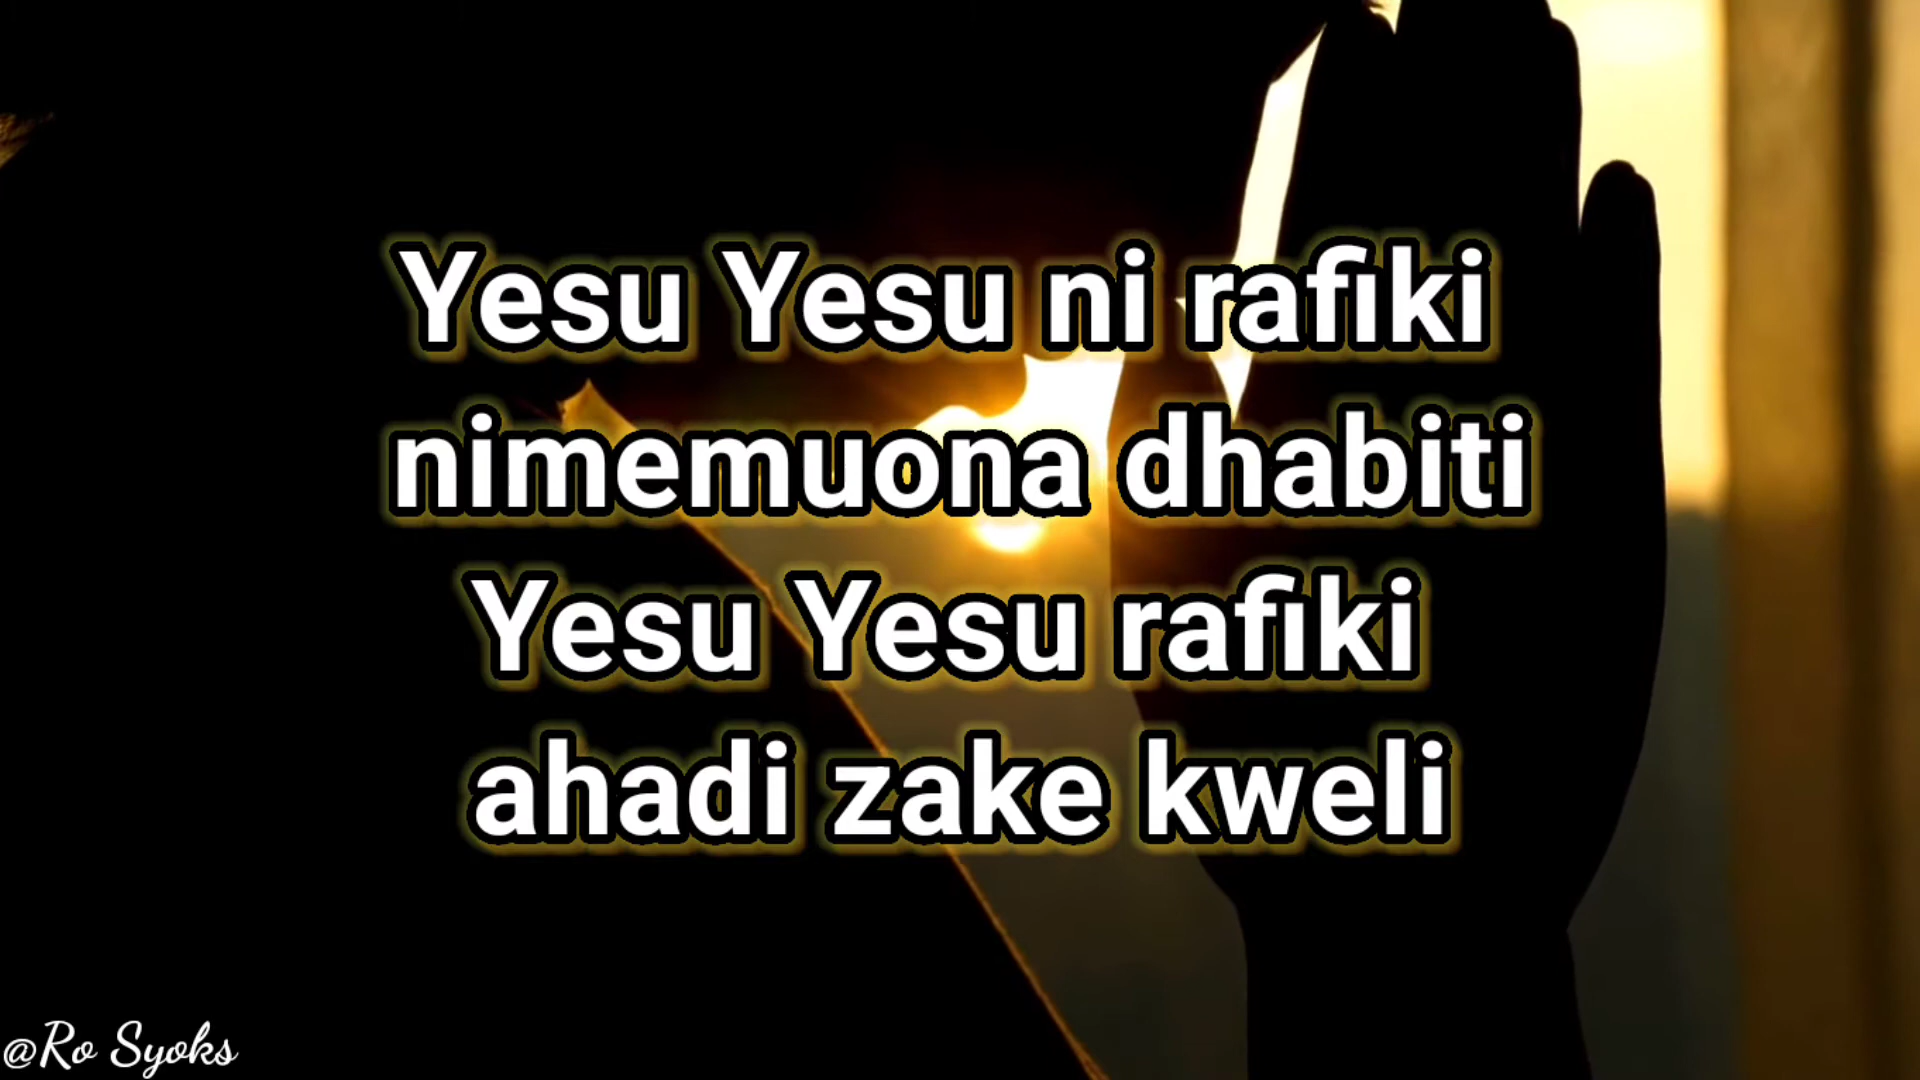 Yesu Yesu ni rafiki
nimemuona dhabiti
Yesu Yesu rafiki
ahadi zake kweli
@Ro Syoks